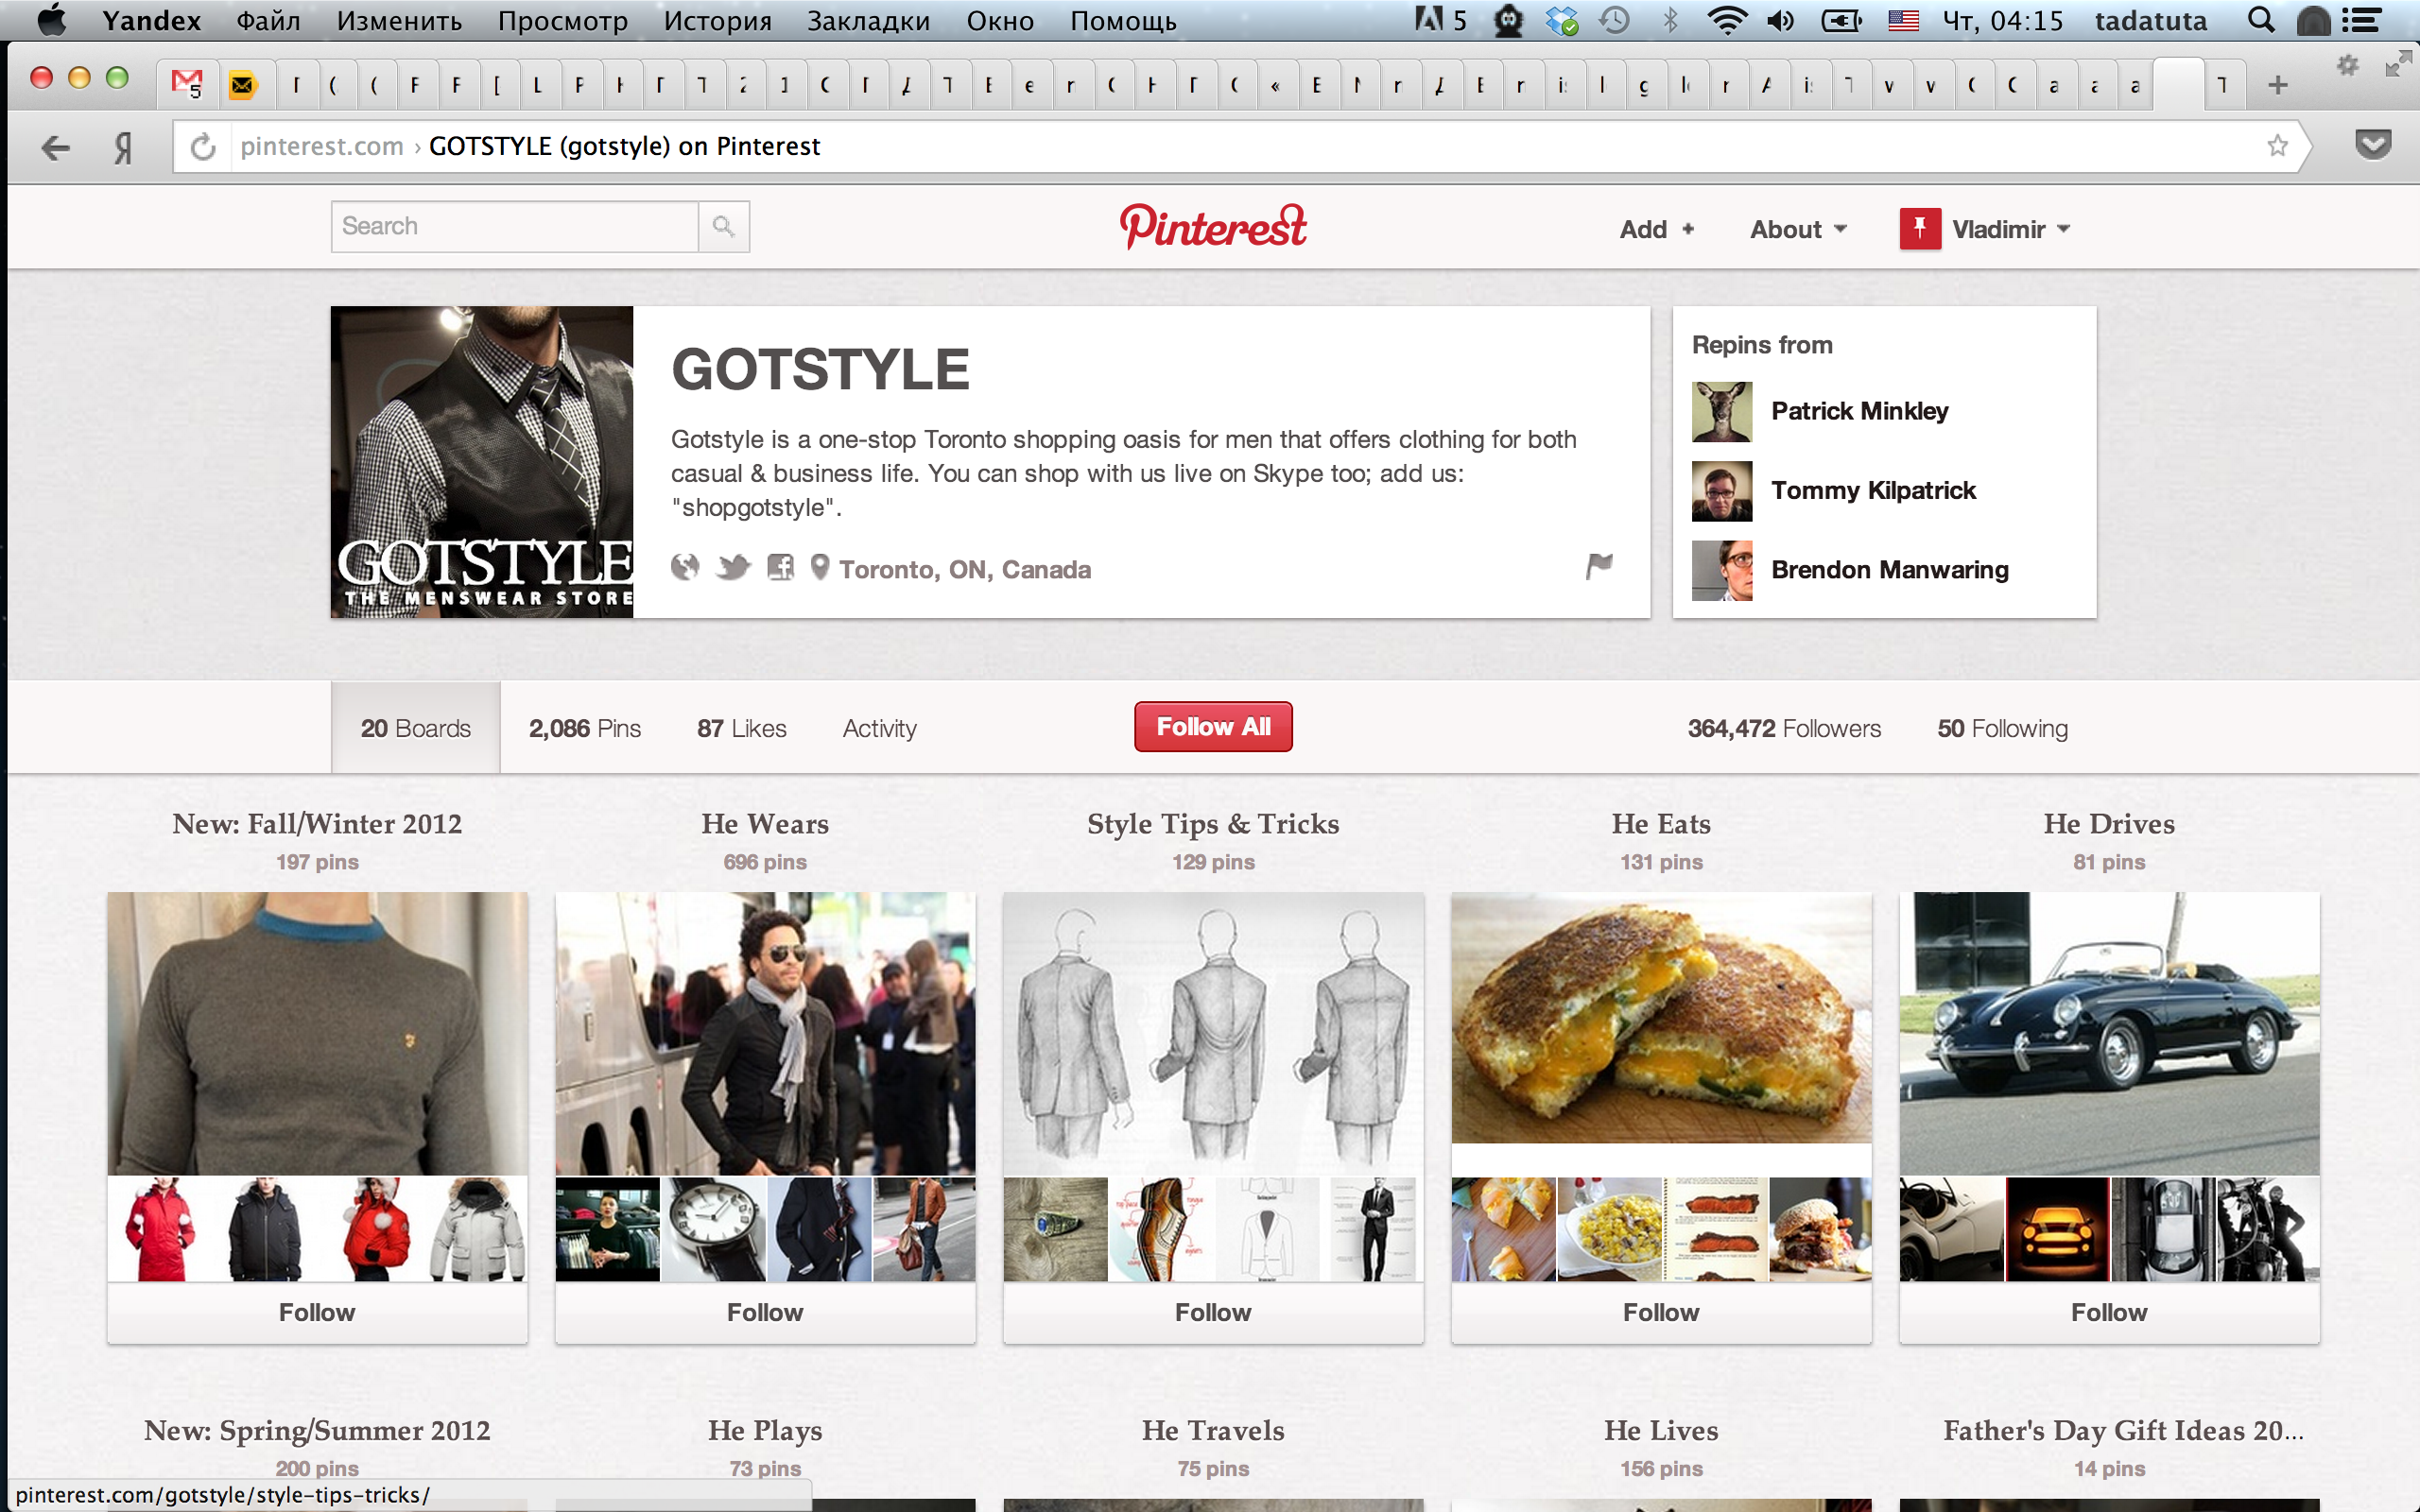 Yandex Файл Изменить Просмотр История Закладки Окно Помощь
5 Чт, 04:15 tadatuta
pinterest.com › GOTSTYLE (gotstyle) on Pinterest
Search
Pinterest
Add +
About
Vladimir
GOTSTYLE
THE MENSWEAR STORE
GOTSTYLE
Gotstyle is a one-stop Toronto shopping oasis for men that offers clothing for both
casual & business life. You can shop with us live on Skype too; add us:
"shopgotstyle".
Toronto, ON, Canada
Repins from
Patrick Minkley
Tommy Kilpatrick
Brendon Manwaring
20 Boards
2,086 Pins
87 Likes
Activity
Follow All
364,472 Followers
50 Following
New: Fall/Winter 2012
197 pins
Follow
He Wears
696 pins
Follow
Style Tips & Tricks
129 pins
Follow
He Eats
131 pins
Follow
He Drives
81 pins
Follow
New: Spring/Summer 2012
200 pins
He Plays
73 pins
He Travels
75 pins
He Lives
156 pins
Father's Day Gift Ideas 20...
14 pins
pinterest.com/gotstyle/style-tips-tricks/